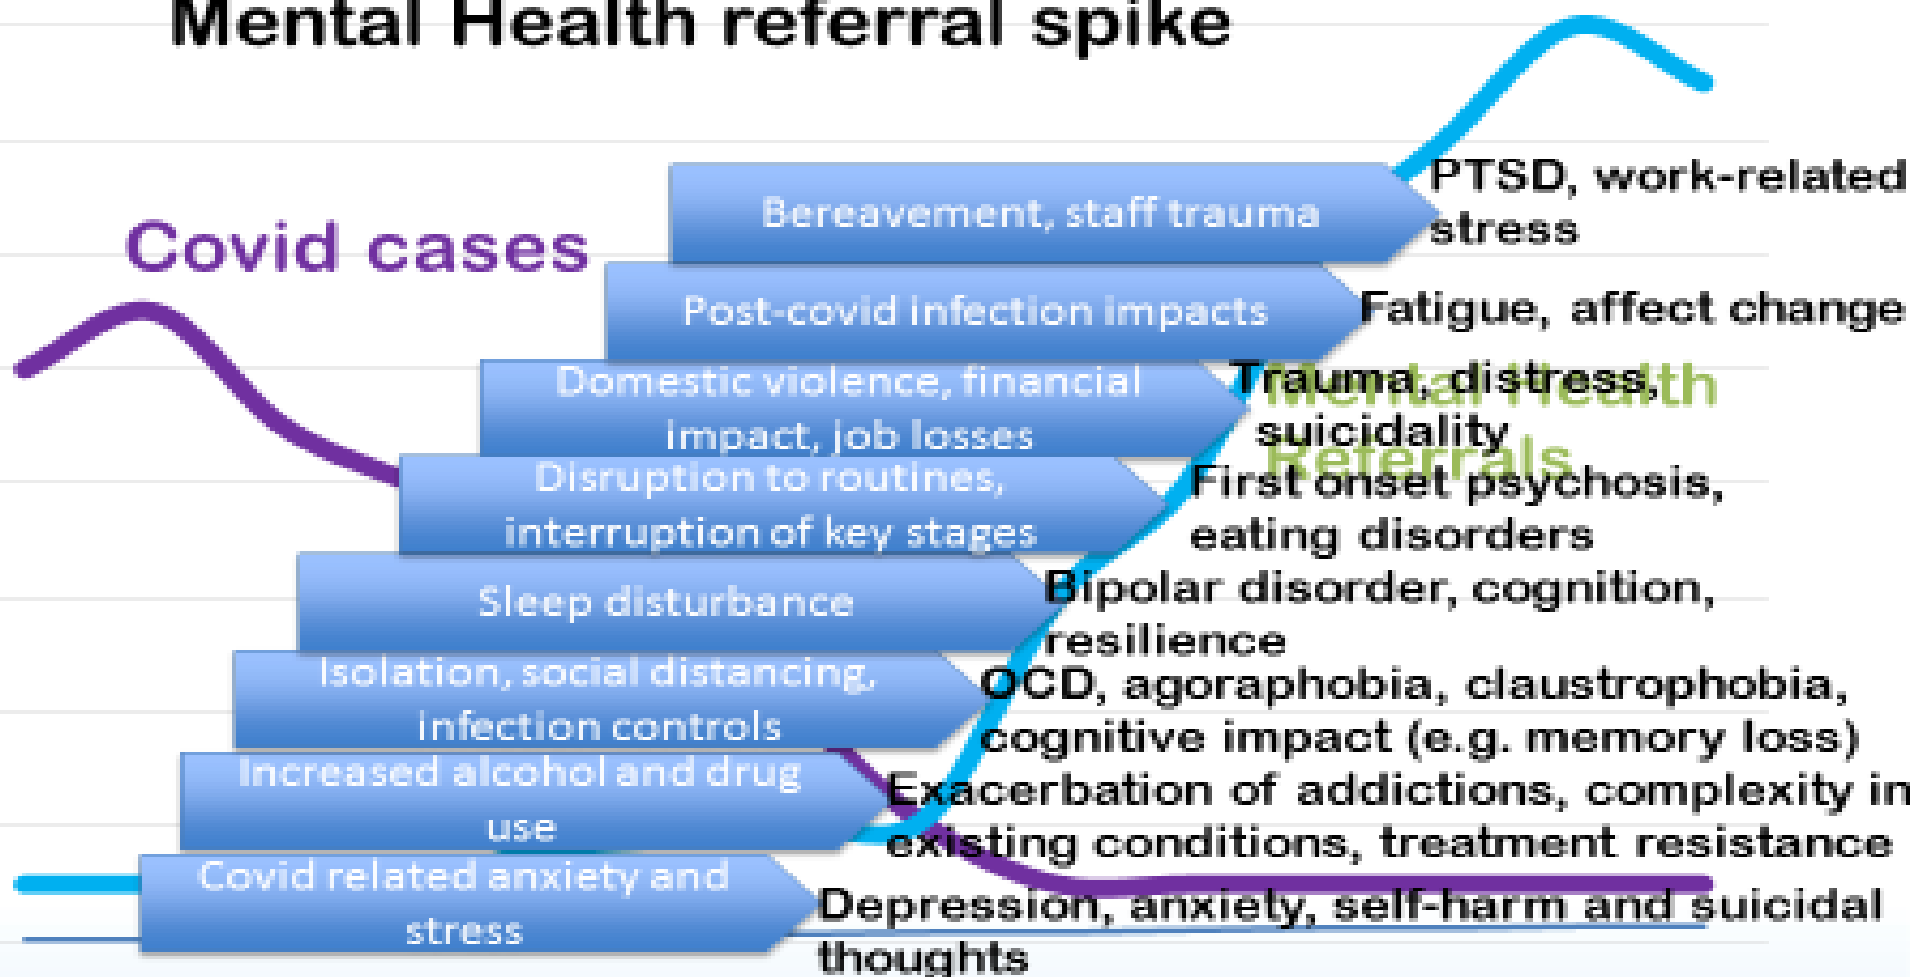 Mental Health referral spike
Bereavement, staff trauma
PTSD, work-related
stress
Covid cases
Post-covid infection impacts
Fatigue, affect change
Domestic violence, financial
impact, job losses
Trauma, distress,
suicidality
Mental Health
Referrals
Disruption to routines,
interruption of key stages
First onset psychosis,
eating disorders
Sleep disturbance
Bipolar disorder, cognition,
resilience
Isolation, social distancing,
infection controls
OCD, agoraphobia, claustrophobia,
cognitive impact (e.g. memory loss)
Increased alcohol and drug
use
Exacerbation of addictions, complexity in
existing conditions, treatment resistance
Covid related anxiety and
stress
Depression, anxiety, self-harm and suicidal
thoughts